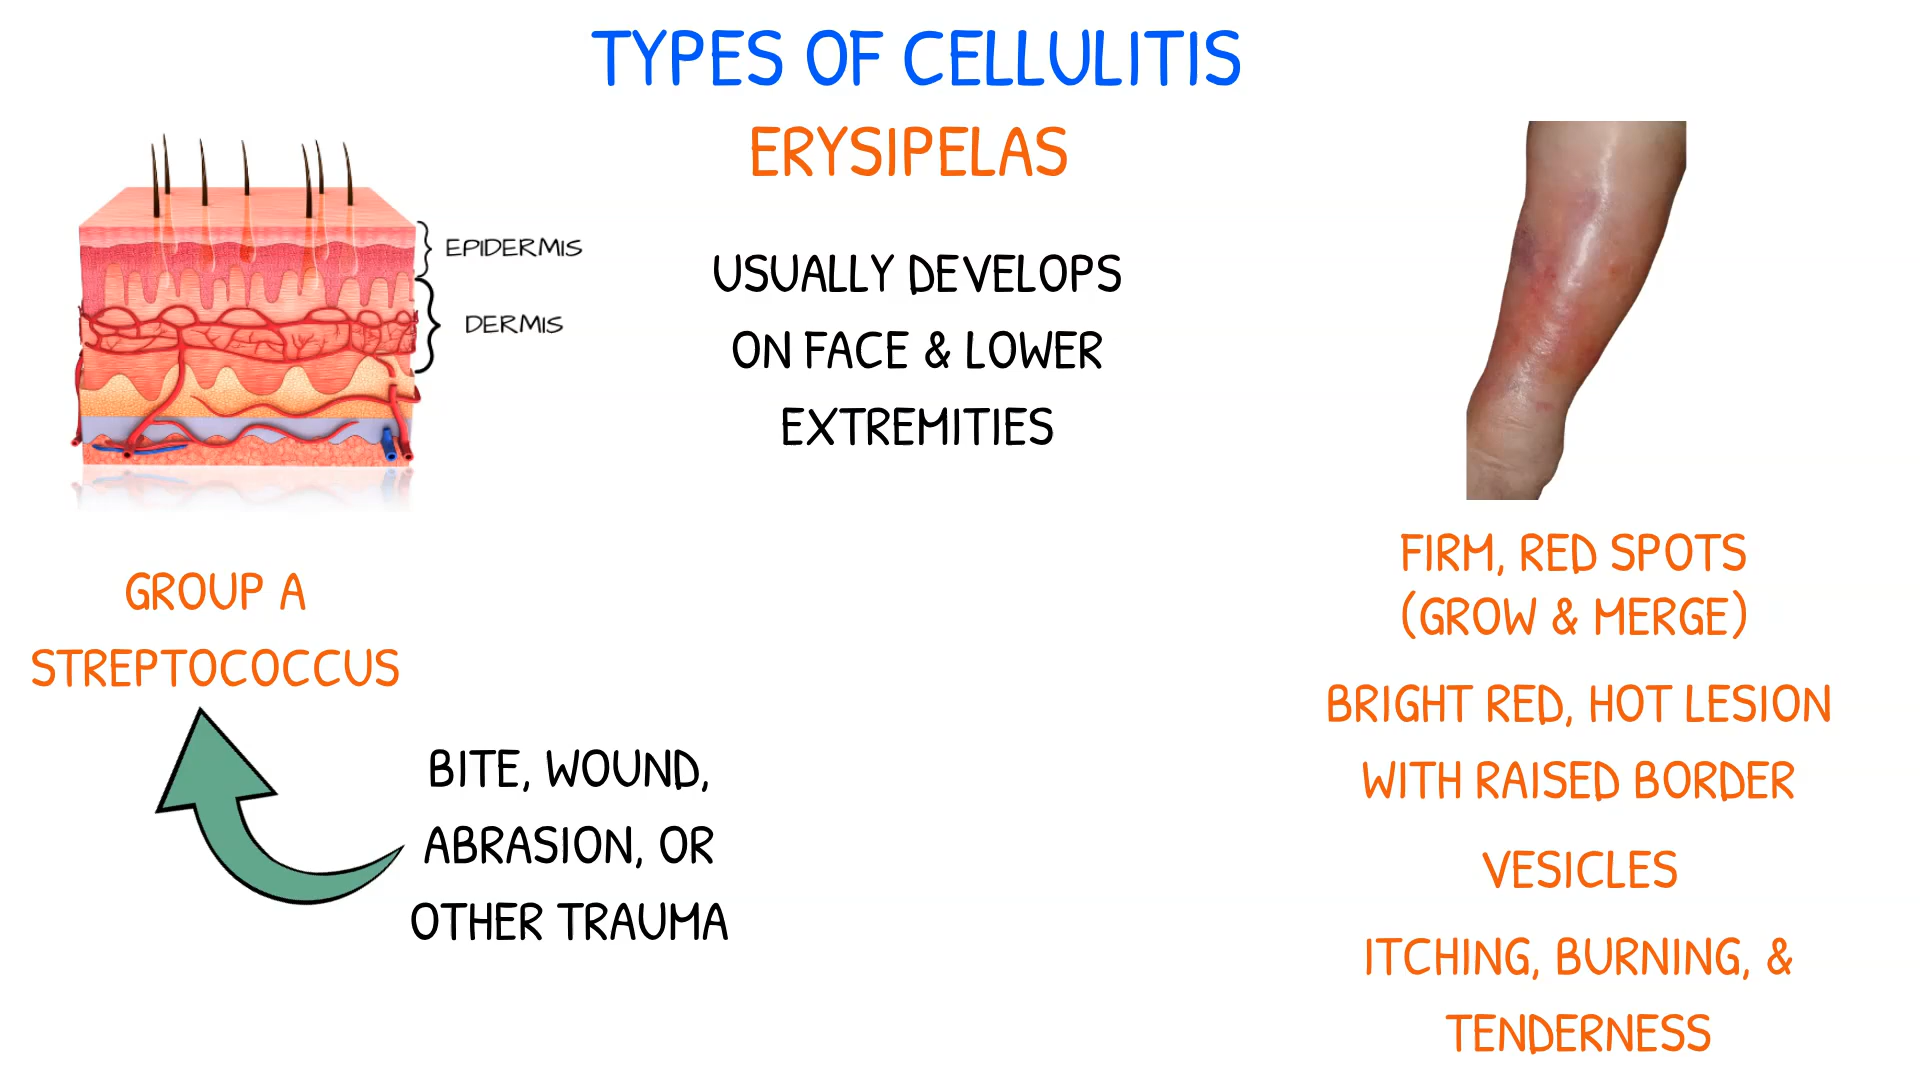 TYPES OF CELLULITIS
ERYSIPELAS
EPIDERMIS
DERMIS
USUALLY DEVELOPS
ON FACE & LOWER
EXTREMITIES
GROUP A
STREPTOCOCCUS
BITE, WOUND,
ABRASION, OR
OTHER TRAUMA
FIRM, RED SPOTS
(GROW & MERGE)
BRIGHT RED, HOT LESION
WITH RAISED BORDER
VESICLES
ITCHING, BURNING, &
TENDERNESS